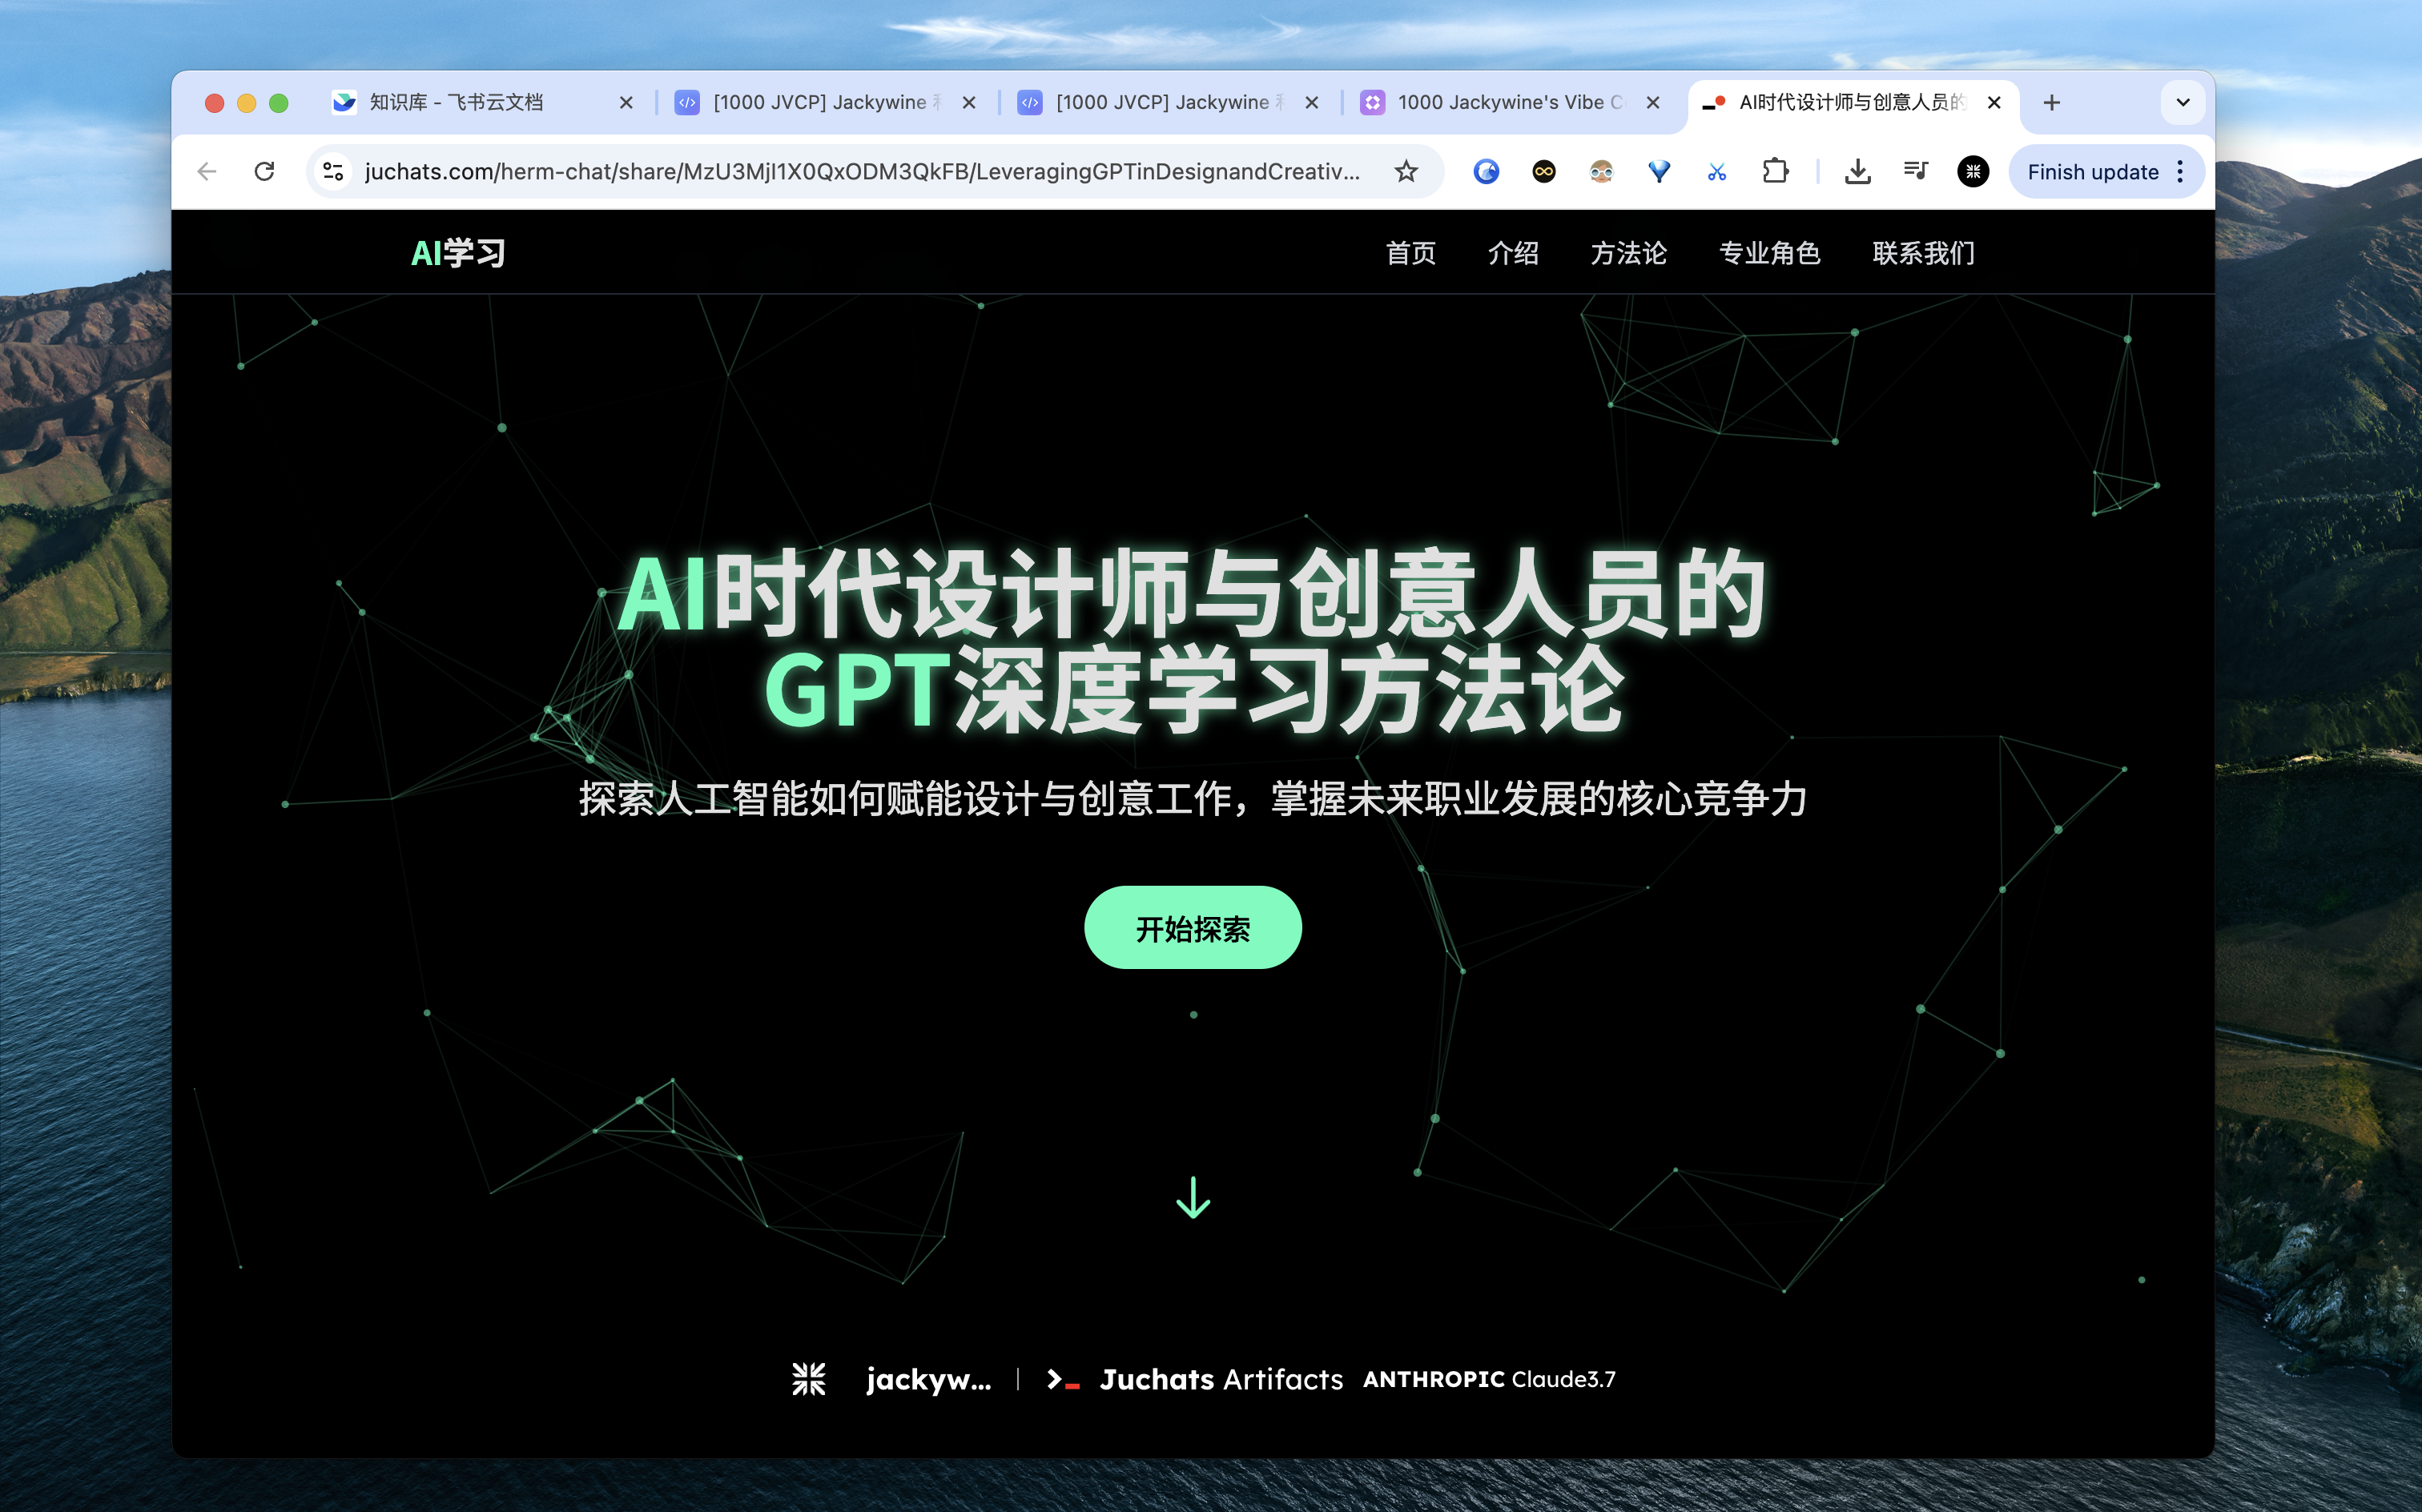 知识库 - 飞书云文档
[1000 JVCP] Jackywine
[1000 JVCP] Jackywine
1000 Jackywine's Vibe C
AI时代设计师与创意人员的
juchats.com/herm-chat/share/MzU3MjI1X0QxODM3QkFB/LeveragingGPTinDesignandCreativ...
Finish update
AI学习
首页
介绍
方法论
专业角色
联系我们
AI时代设计师与创意人员的
GPT深度学习方法论
探索人工智能如何赋能设计与创意工作，掌握未来职业发展的核心竞争力
开始探索
jackyw... | Juchats Artifacts ANTHROPIC Claude3.7